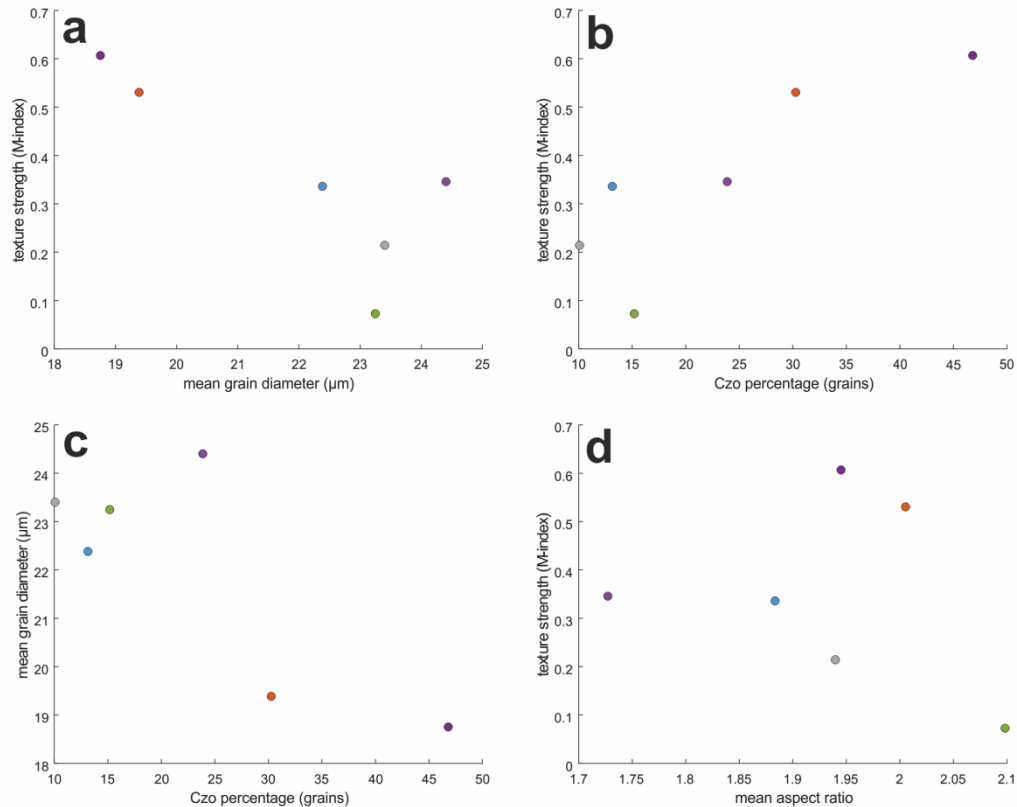 a
0.7
0.6
0.5
0.4
0.3
0.2
0.1
0
texture strength (M-index)
18 19 20 21 22 23 24 25
mean grain diameter (µm)
b
0.7
0.6
0.5
0.4
0.3
0.2
0.1
0
texture strength (M-index)
10 15 20 25 30 35 40 45 50
Czo percentage (grains)
c
25
24
23
22
21
20
19
18
mean grain diameter (µm)
10 15 20 25 30 35 40 45 50
Czo percentage (grains)
d
0.7
0.6
0.5
0.4
0.3
0.2
0.1
0
texture strength (M-index)
1.7 1.75 1.8 1.85 1.9 1.95 2 2.05 2.1
mean aspect ratio